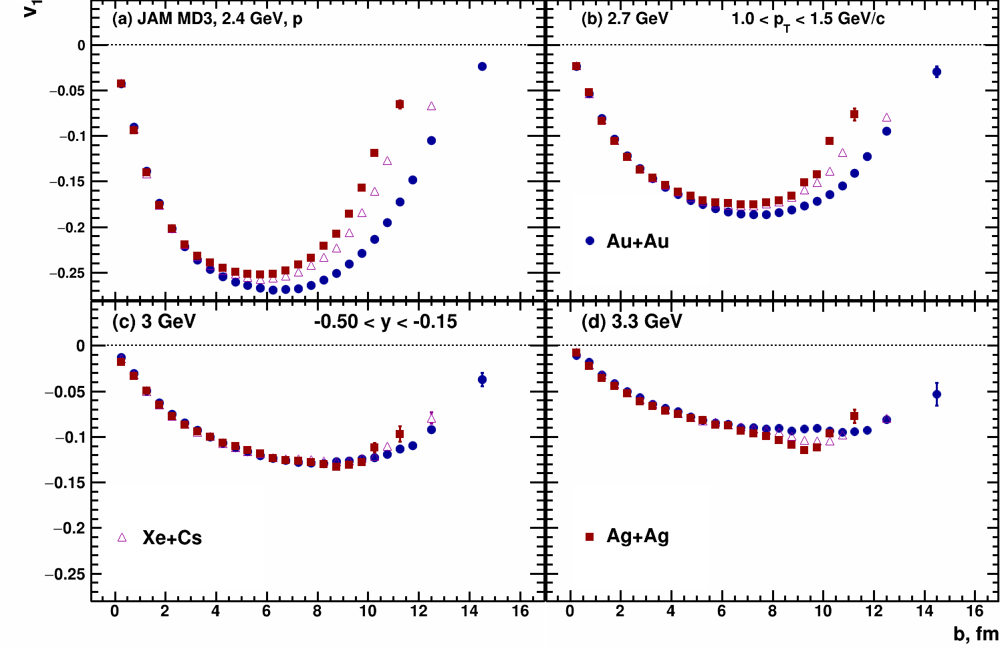 v1
(a) JAM MD3, 2.4 GeV, p
(b) 2.7 GeV 1.0 < pT < 1.5 GeV/c
0
−0.05
−0.1
−0.15
−0.2
−0.25
Au+Au
(c) 3 GeV -0.50 < y < -0.15
(d) 3.3 GeV
0
−0.05
−0.1
−0.15
−0.2
−0.25
Xe+Cs
Ag+Ag
0 2 4 6 8 10 12 14 16
0 2 4 6 8 10 12 14 16
b, fm